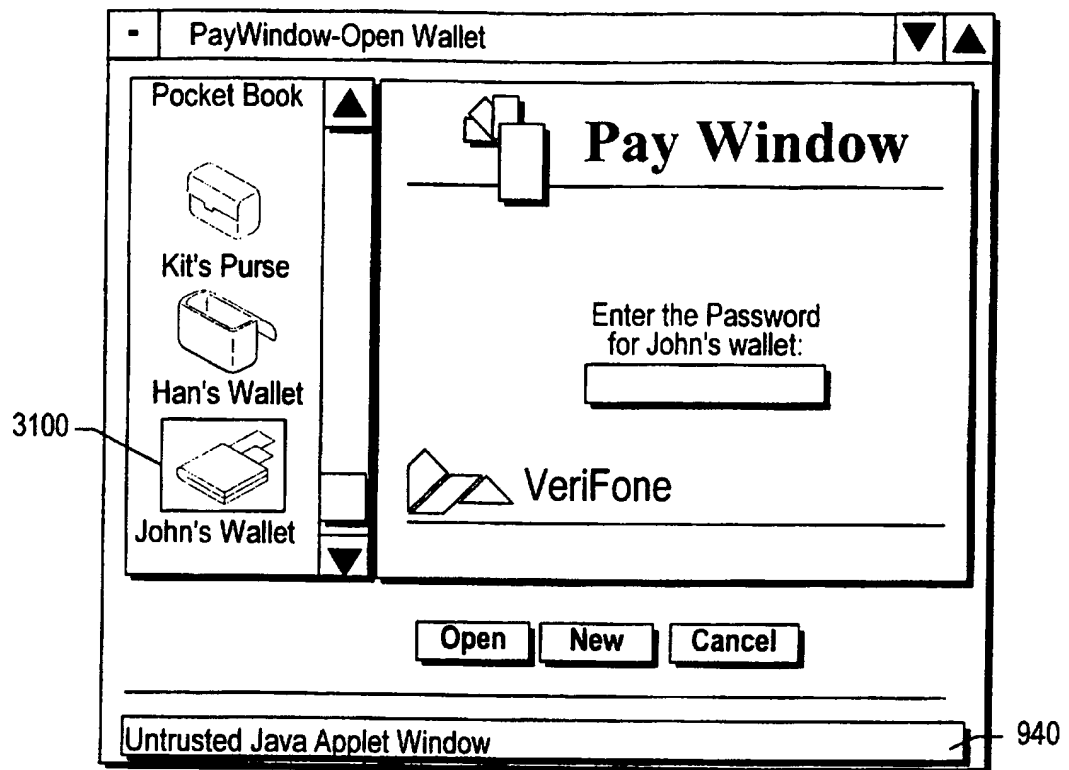 PayWindow-Open Wallet
Pocket Book
Kit's Purse
Han's Wallet
3100
John's Wallet
Pay Window
Enter the Password
for John's wallet:
VeriFone
Open
New
Cancel
Untrusted Java Applet Window
940